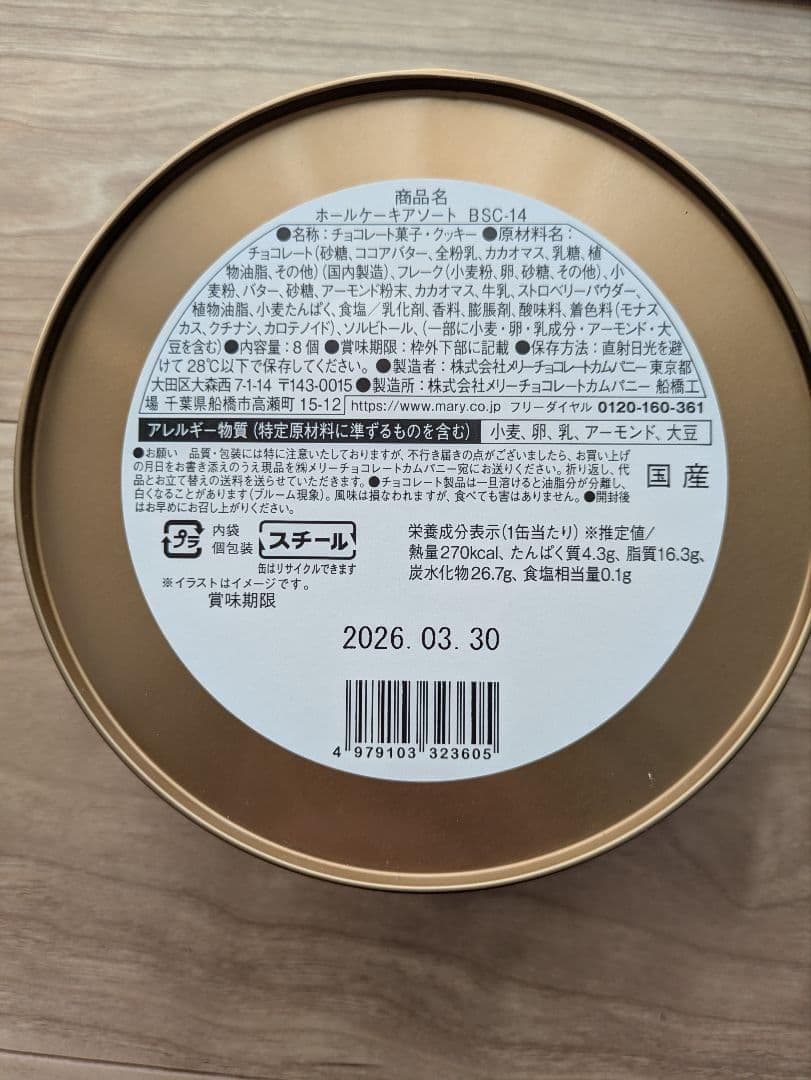 商品名
ホールケーキアソート BSC-14
●名称：チョコレート菓子・クッキー ●原材料名：
チョコレート（砂糖、ココアバター、全粉乳、カカオマス、乳糖、植
物油脂、その他）（国内製造）、フレーク（小麦粉、卵、砂糖、その他）、小
麦粉、バター、砂糖、アーモンド粉末、カカオマス、牛乳、ストロベリーパウダー、
植物油脂、小麦たんぱく、食塩／乳化剤、香料、膨脹剤、酸味料、着色料（モナス
カス、クチナシ、カロテノイド）、ソルビトール、（一部に小麦・卵・乳成分・アーモンド・大
豆を含む）●内容量：8個 ●賞味期限：枠外下部に記載 ●保存方法：直射日光を避
けて28℃以下で保存してください。●製造者：株式会社メリーチョコレートカムパニー 東京都
大田区大森西7-1-14 〒143-0015 ●製造所：株式会社メリーチョコレートカムパニー 船橋工
場 千葉県船橋市高瀬町 15-12 https://www.mary.co.jp フリーダイヤル 0120-160-361
アレルギー物質（特定原材料に準ずるものを含む） 小麦、卵、乳、アーモンド、大豆
●お願い 品質・包装には特に注意いたしておりますが、不行き届きの点がございましたら、お買い上げ
の月日をお書き添えのうえ現品を㈱メリーチョコレートカムパニー宛にお送りください。折り返し、代
品とお立て替えの送料を送らせていただきます。●チョコレート製品は一旦溶けると油脂分が分離し、
白くなることがあります（ブルーム現象）。風味は損なわれますが、食べても害はありません。●開封後
はお早めにお召し上がりください。
国産
プラ 内袋
個包装
スチール
缶はリサイクルできます
※イラストはイメージです。
栄養成分表示（1缶当たり）※推定値／
熱量270kcal、たんぱく質4.3g、脂質16.3g、
炭水化物26.7g、食塩相当量0.1g
賞味期限
2026. 03. 30
4 979103 323605